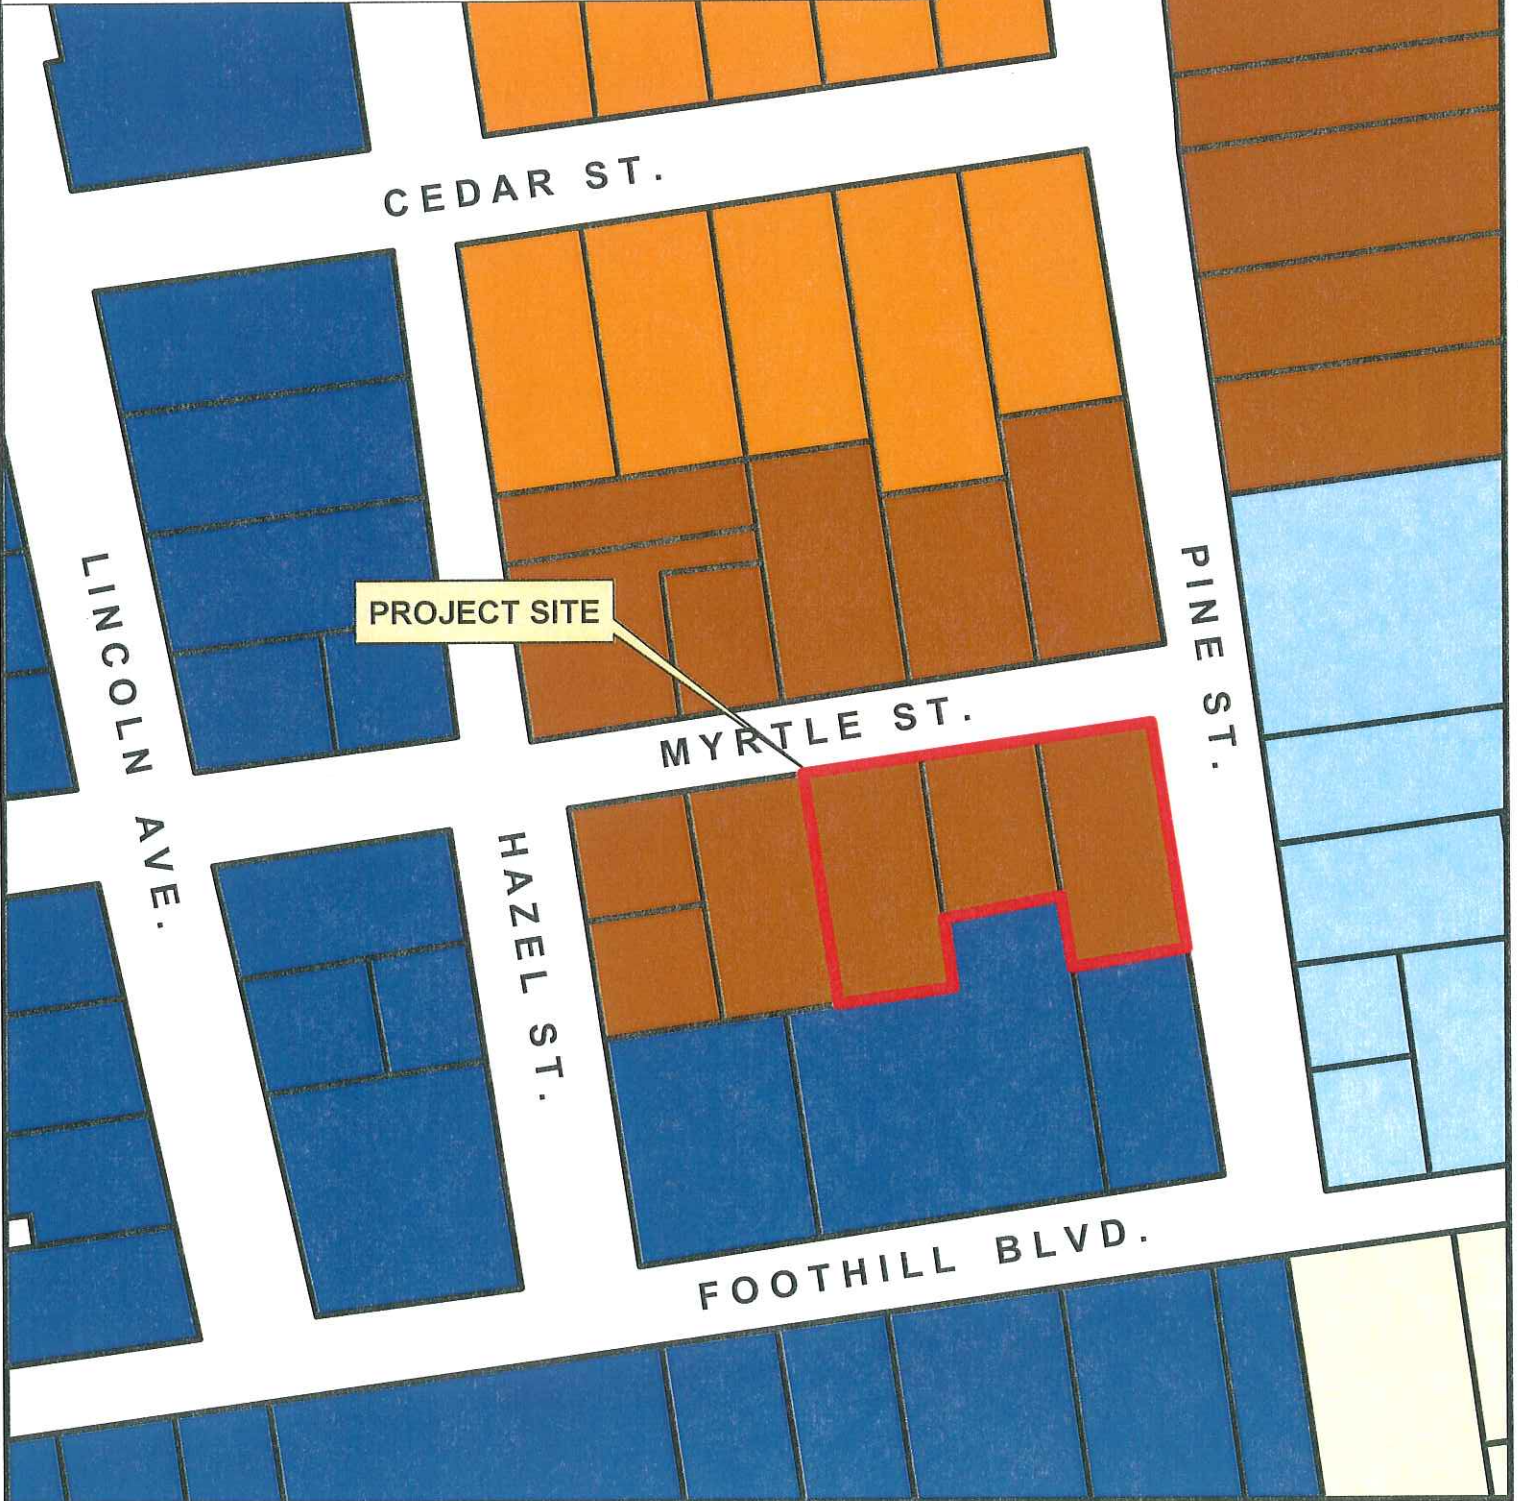 CEDAR ST.
LINCOLN AVE.
PROJECT SITE
PINE ST.
MYRTLE ST.
HAZEL ST.
FOOTHILL BLVD.